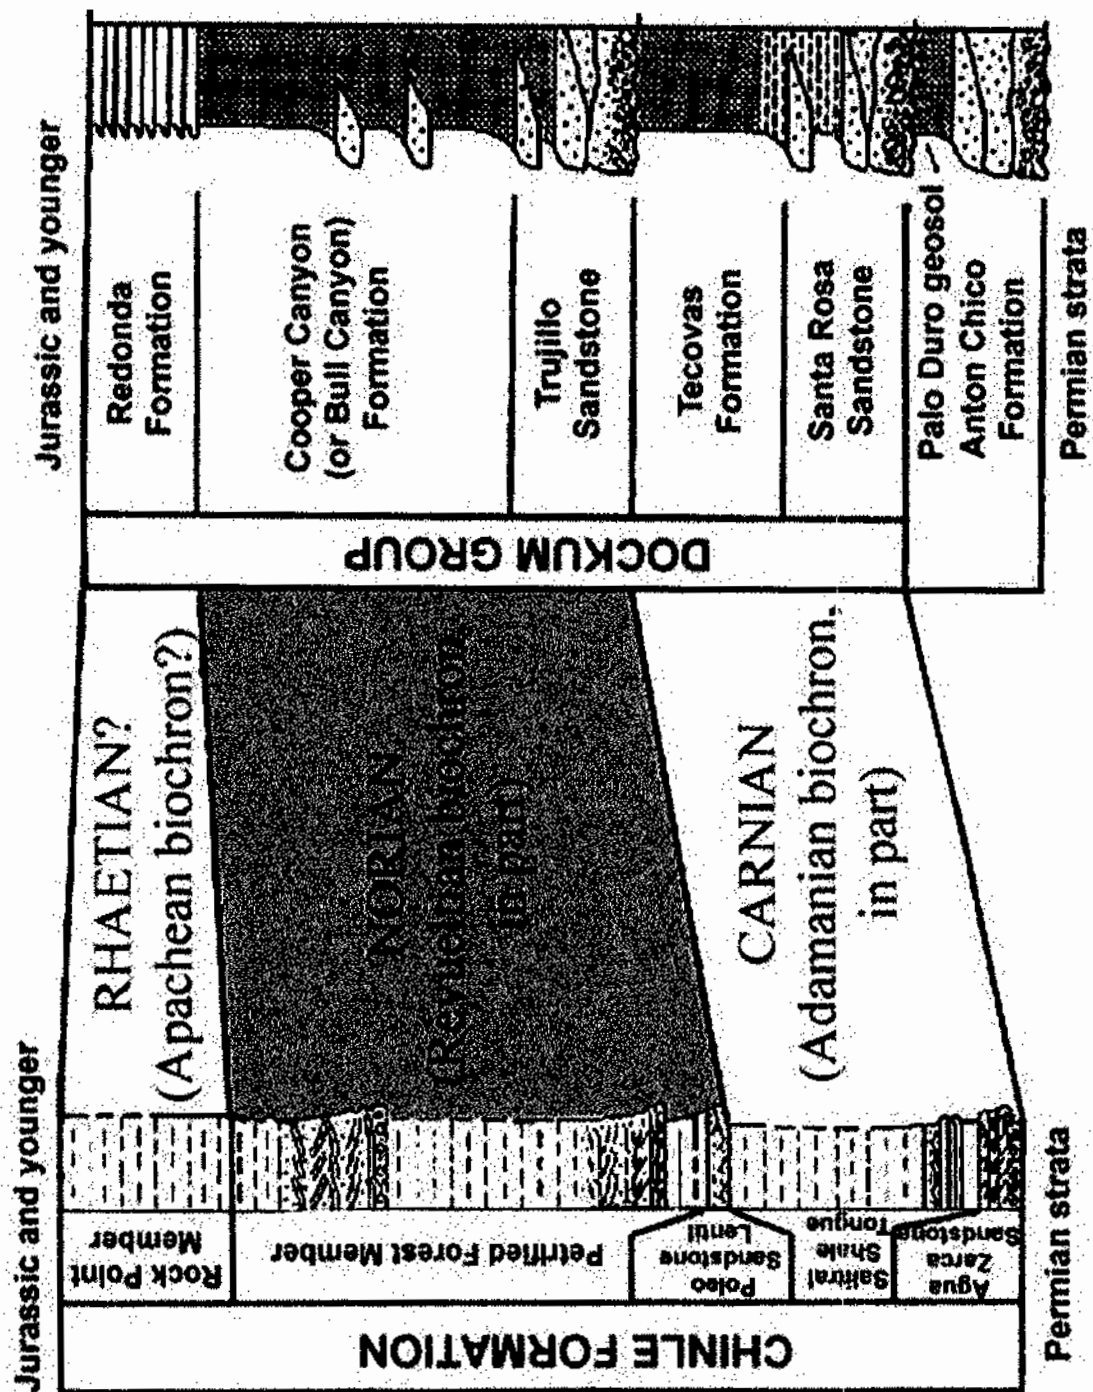 Jurassic and younger
CHINLE FORMATION
Rock Point
Member
Petrified Forest Member
Poleo
Sandstone
Lentil
Salitral
Shale
Tongue
Agua
Zarca
Sandstone
Permian strata
RHAETIAN?
(Apachean biochron?)
NORIAN
(Revueltian biochron,
in part)
CARNIAN
(Adamanian biochron,
in part)
Jurassic and younger
DOCKUM GROUP
Redonda
Formation
Cooper Canyon
(or Bull Canyon)
Formation
Trujillo
Sandstone
Tecovas
Formation
Santa Rosa
Sandstone
Palo Duro geosol
Anton Chico
Formation
Permian strata